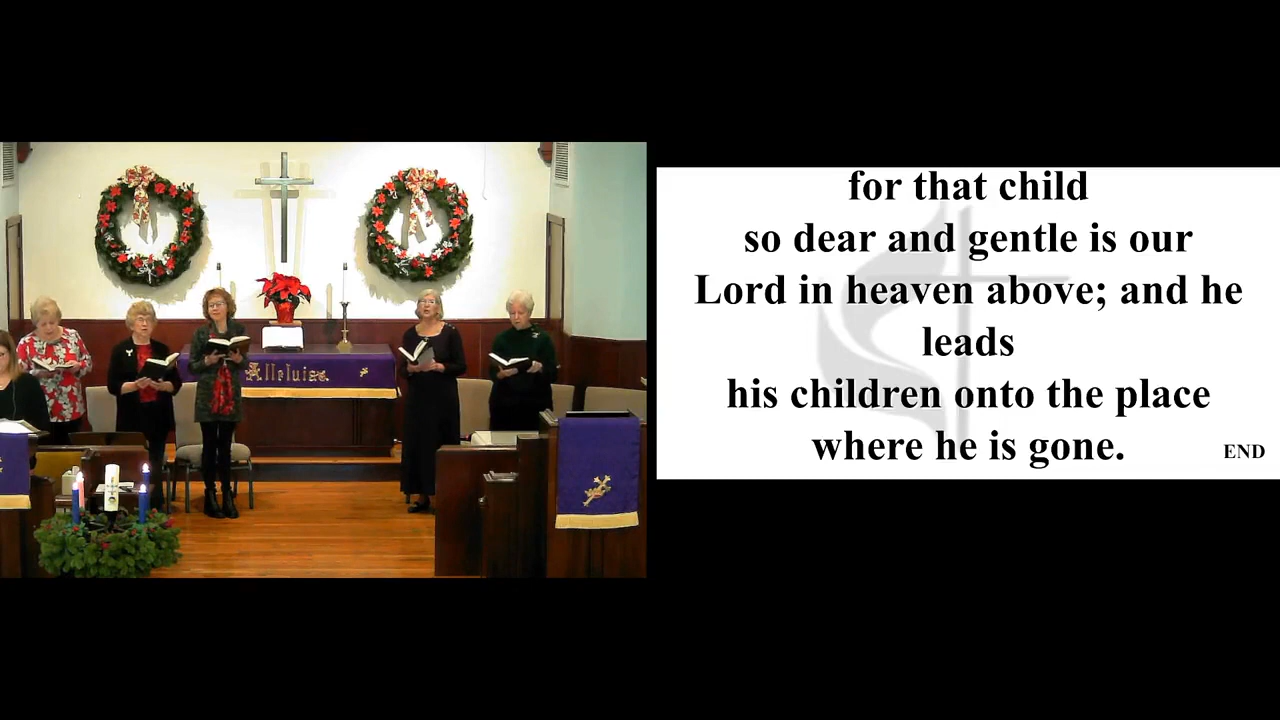 Alleluia
for that child
so dear and gentle is our
Lord in heaven above; and he
leads
his children onto the place
where he is gone.
END